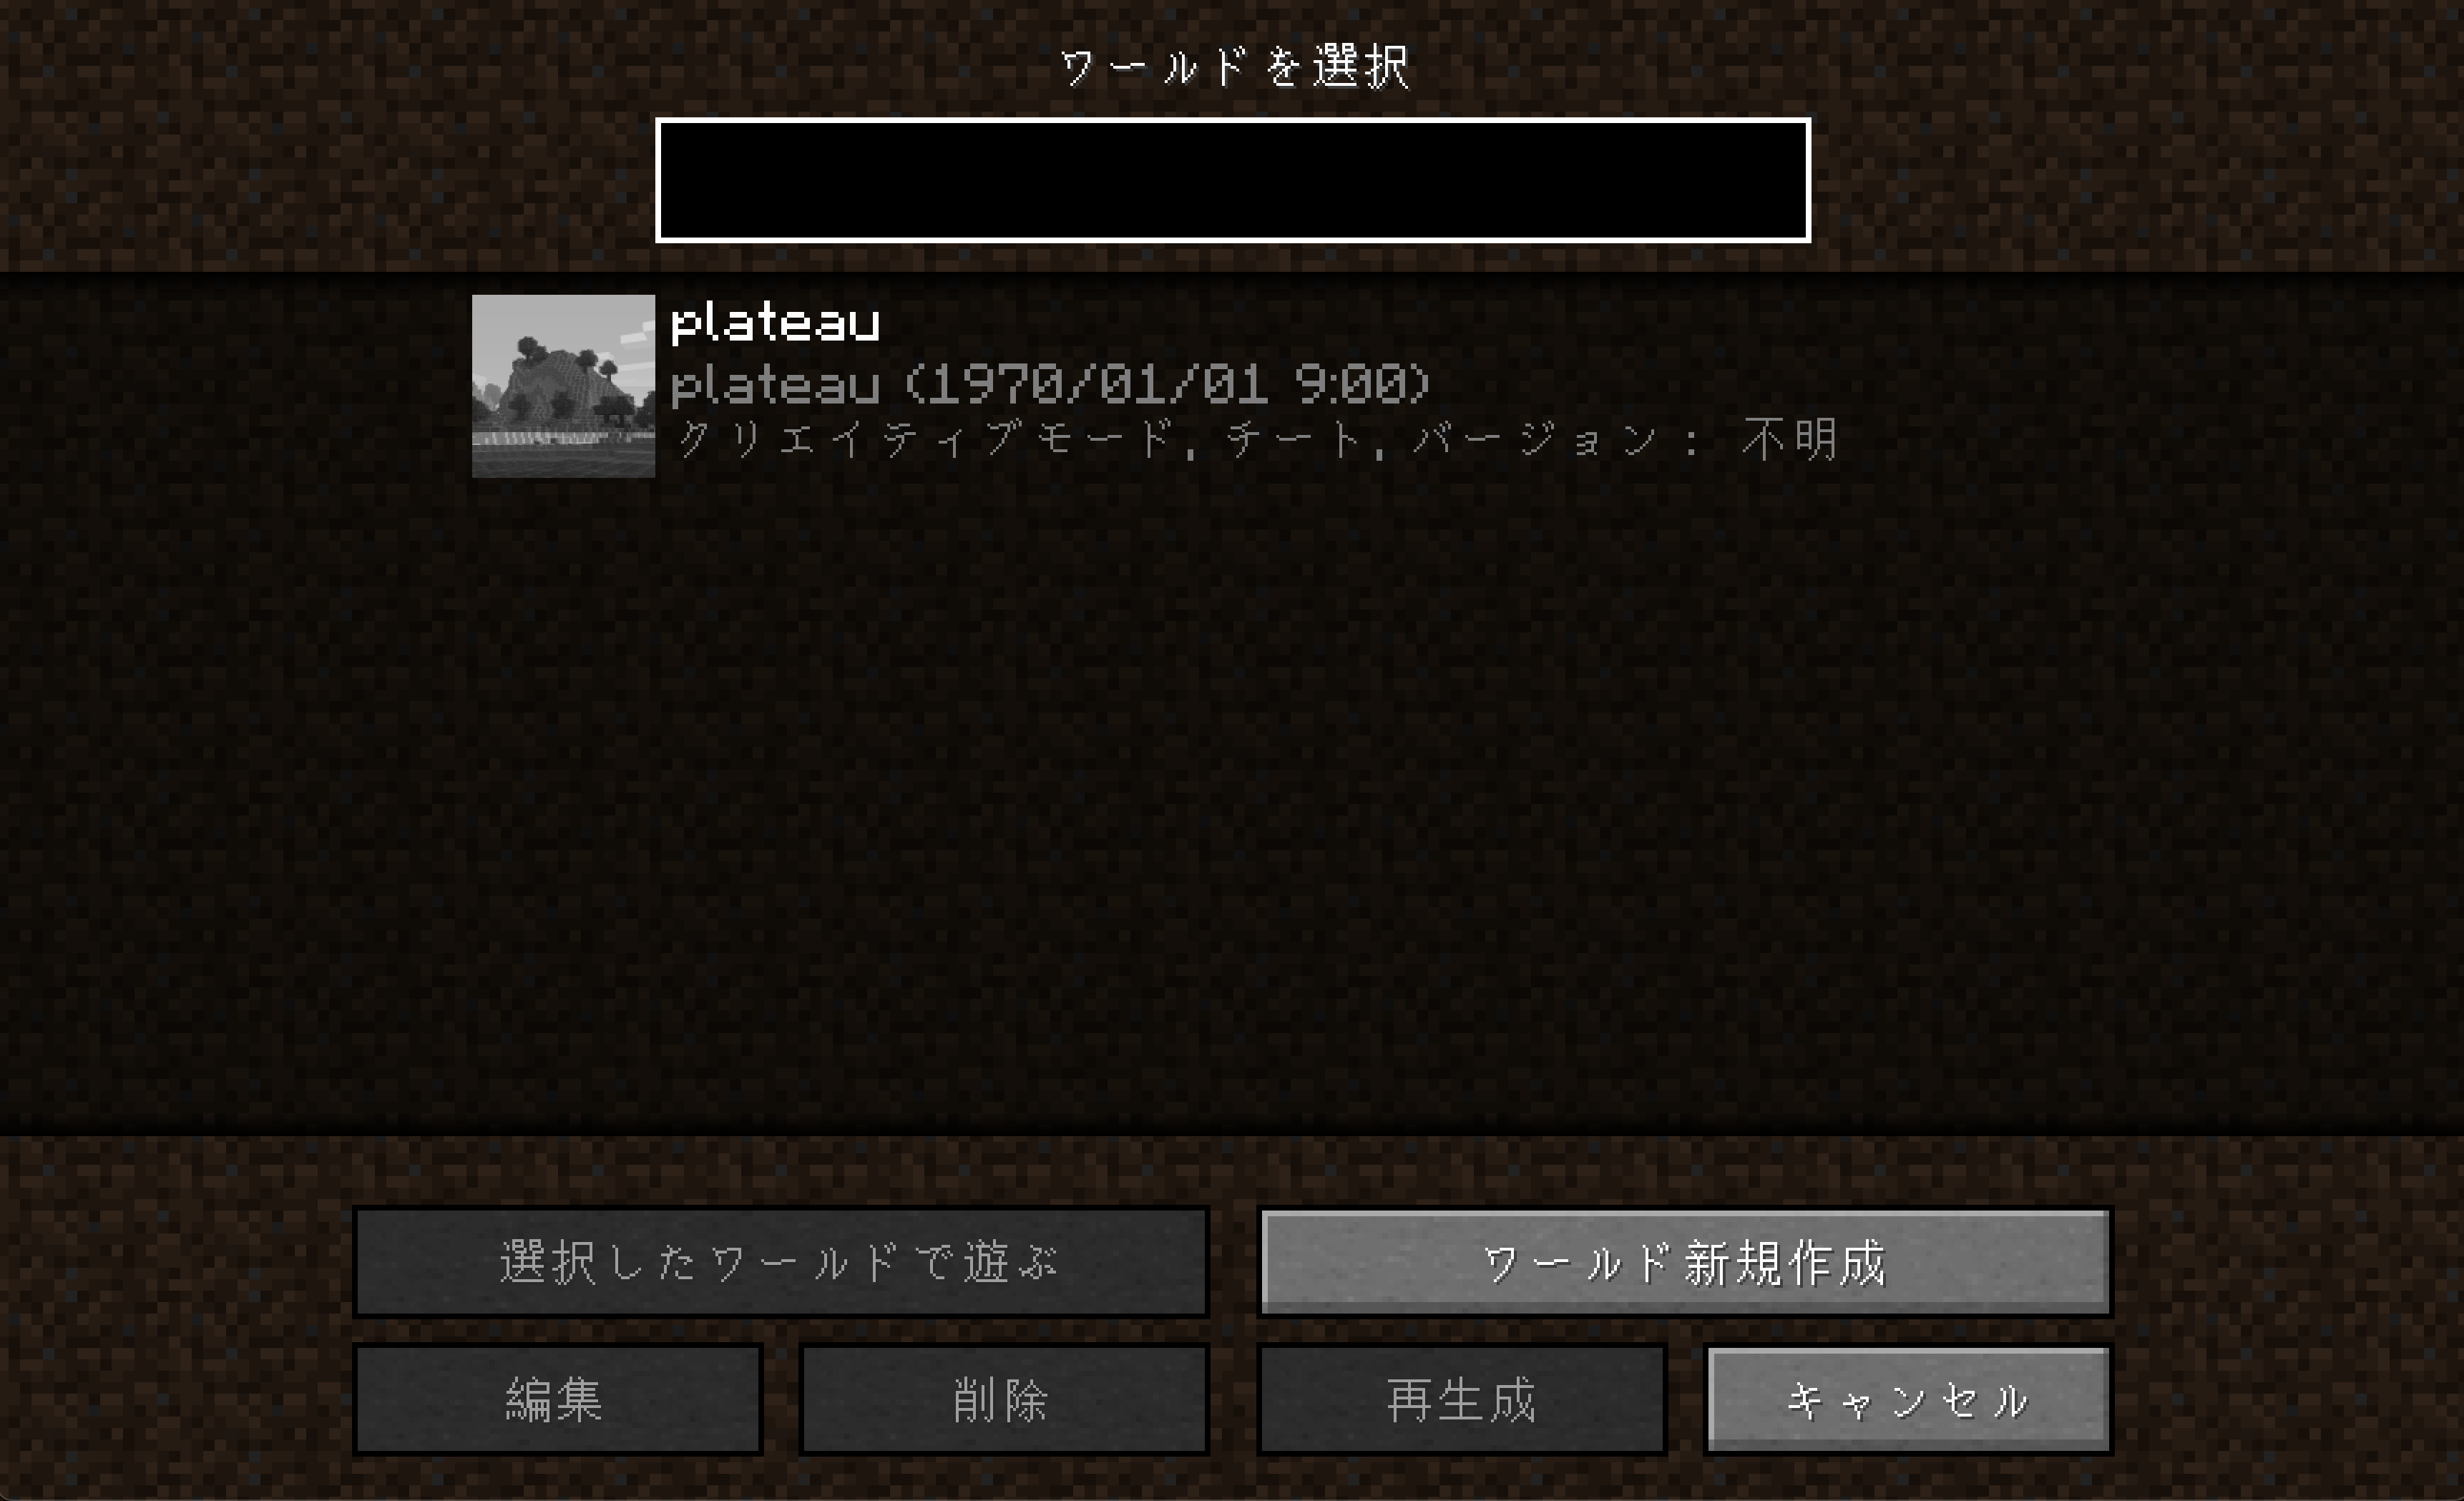 ワールドを選択
plateau
plateau (1970/01/01 9:00)
クリエイティブモード, チート, バージョン: 不明
選択したワールドで遊ぶ
ワールド新規作成
編集
削除
再生成
キャンセル